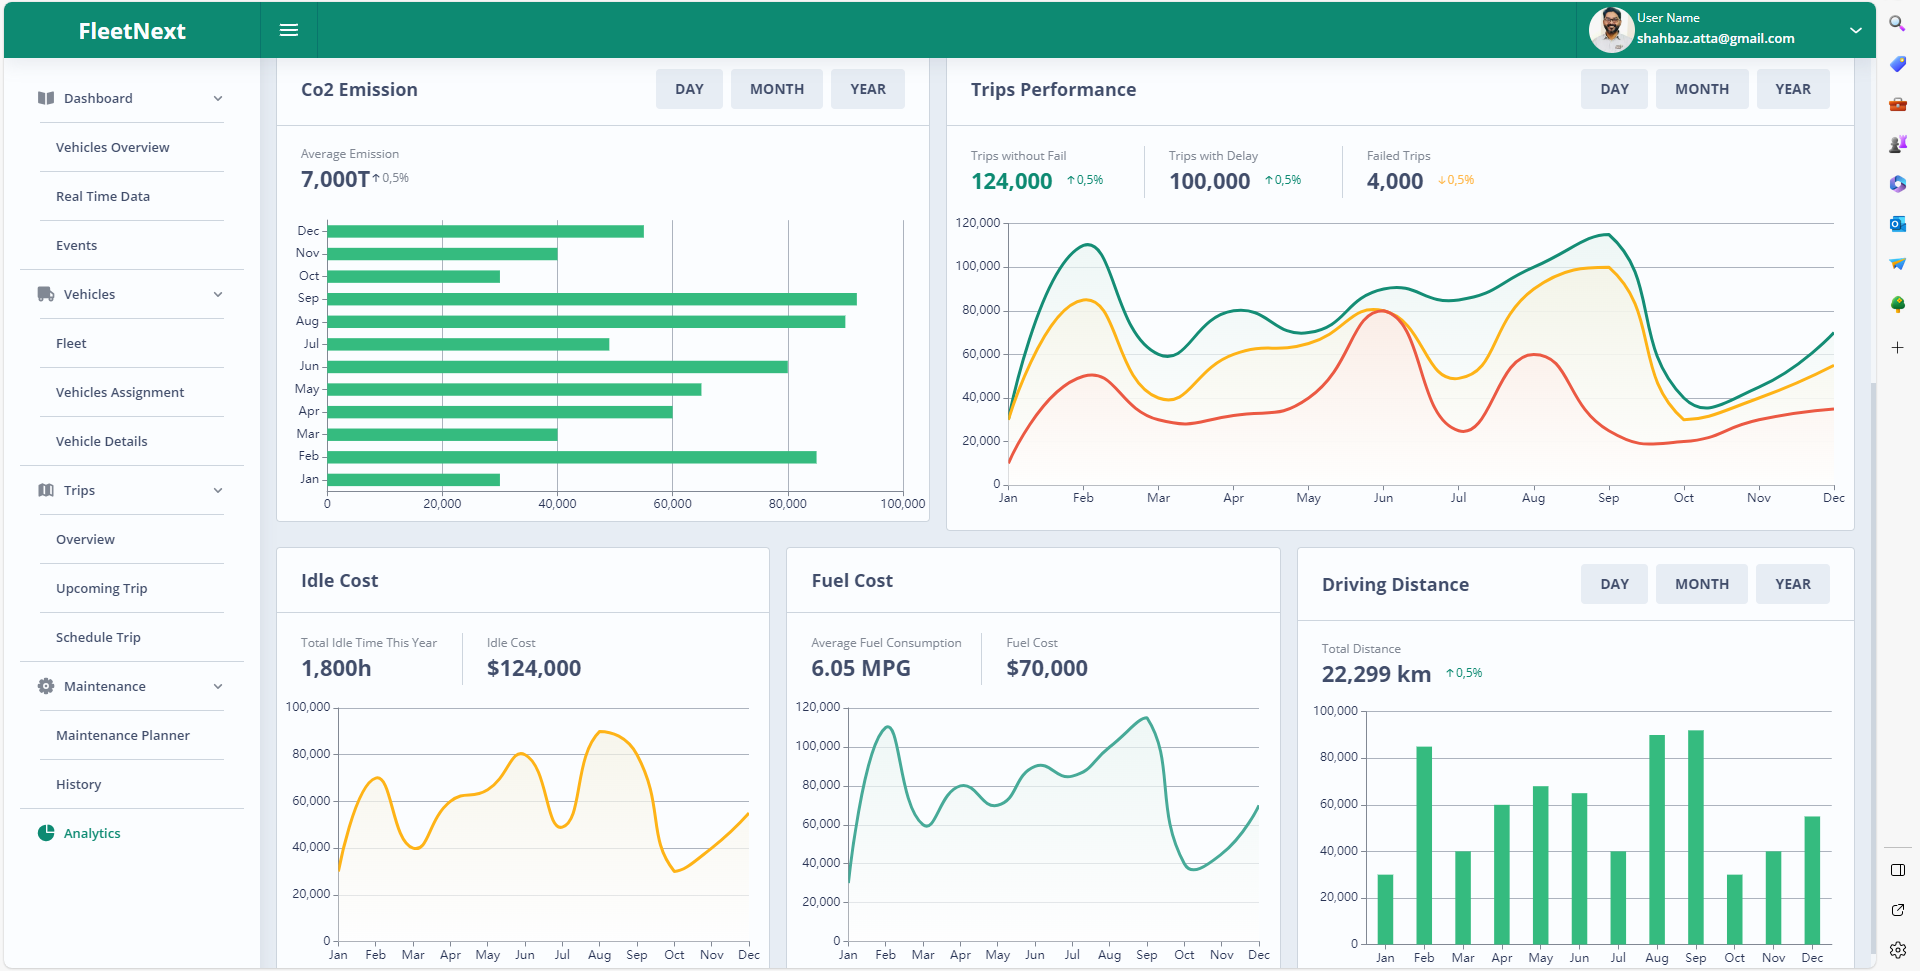 FleetNext
User Name
shahbaz.atta@gmail.com
Dashboard
Vehicles Overview
Real Time Data
Events
Vehicles
Fleet
Vehicles Assignment
Vehicle Details
Trips
Overview
Upcoming Trip
Schedule Trip
Maintenance
Maintenance Planner
History
Analytics
Co2 Emission
DAY MONTH YEAR
Average Emission
7,000T ↑ 0,5%
Dec
Nov
Oct
Sep
Aug
Jul
Jun
May
Apr
Mar
Feb
Jan
0 20,000 40,000 60,000 80,000 100,000
Trips Performance
DAY MONTH YEAR
Trips without Fail Trips with Delay Failed Trips
124,000 ↑0,5% 100,000 ↑0,5% 4,000 ↓0,5%
120,000
100,000
80,000
60,000
40,000
20,000
0
Jan Feb Mar Apr May Jun Jul Aug Sep Oct Nov Dec
Idle Cost
Total Idle Time This Year Idle Cost
1,800h $124,000
100,000
80,000
60,000
40,000
20,000
0
Jan Feb Mar Apr May Jun Jul Aug Sep Oct Nov Dec
Fuel Cost
Average Fuel Consumption Fuel Cost
6.05 MPG $70,000
120,000
100,000
80,000
60,000
40,000
20,000
0
Jan Feb Mar Apr May Jun Jul Aug Sep Oct Nov Dec
Driving Distance
DAY MONTH YEAR
Total Distance
22,299 km ↑0,5%
100,000
80,000
60,000
40,000
20,000
0
Jan Feb Mar Apr May Jun Jul Aug Sep Oct Nov Dec